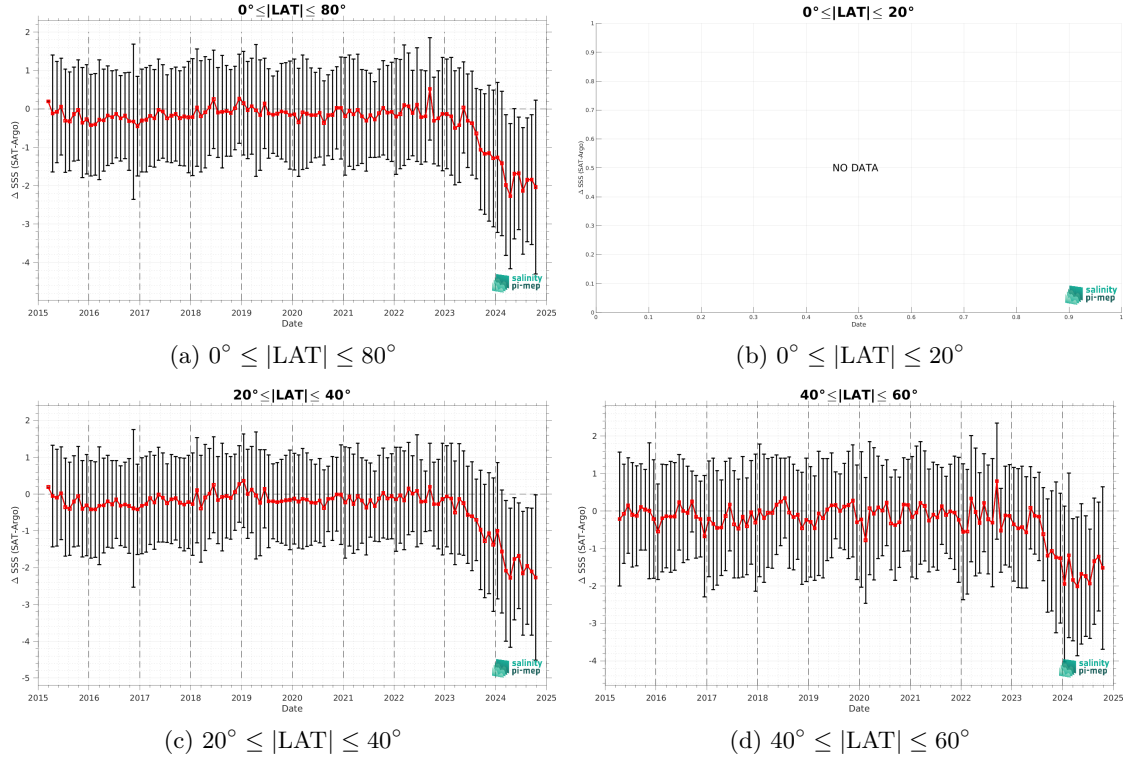 0°≤|LAT|≤ 80°
2
1
0
-1
-2
-4
Δ SSS (SAT-Argo)
2015 2016 2017 2018 2019 2020 2021 2022 2023 2024 2025
Date
salinity
pi-mep
(a) 0° ≤ |LAT| ≤ 80°
0°≤|LAT|≤ 20°
1
0.9
0.8
0.7
0.6
0.5
0.4
0.3
0.2
0.1
0
Δ SSS (SAT-Argo)
NO DATA
0 0.1 0.2 0.3 0.4 0.5 0.6 0.7 0.8 0.9 1
Date
salinity
pi-mep
(b) 0° ≤ |LAT| ≤ 20°
20°≤|LAT|≤ 40°
2
1
0
-1
-2
-3
-4
-5
Δ SSS (SAT-Argo)
2015 2016 2017 2018 2019 2020 2021 2022 2023 2024 2025
Date
salinity
pi-mep
(c) 20° ≤ |LAT| ≤ 40°
40°≤|LAT|≤ 60°
2
1
0
-1
-2
-4
Δ SSS (SAT-Argo)
2015 2016 2017 2018 2019 2020 2021 2022 2023 2024 2025
Date
salinity
pi-mep
(d) 40° ≤ |LAT| ≤ 60°